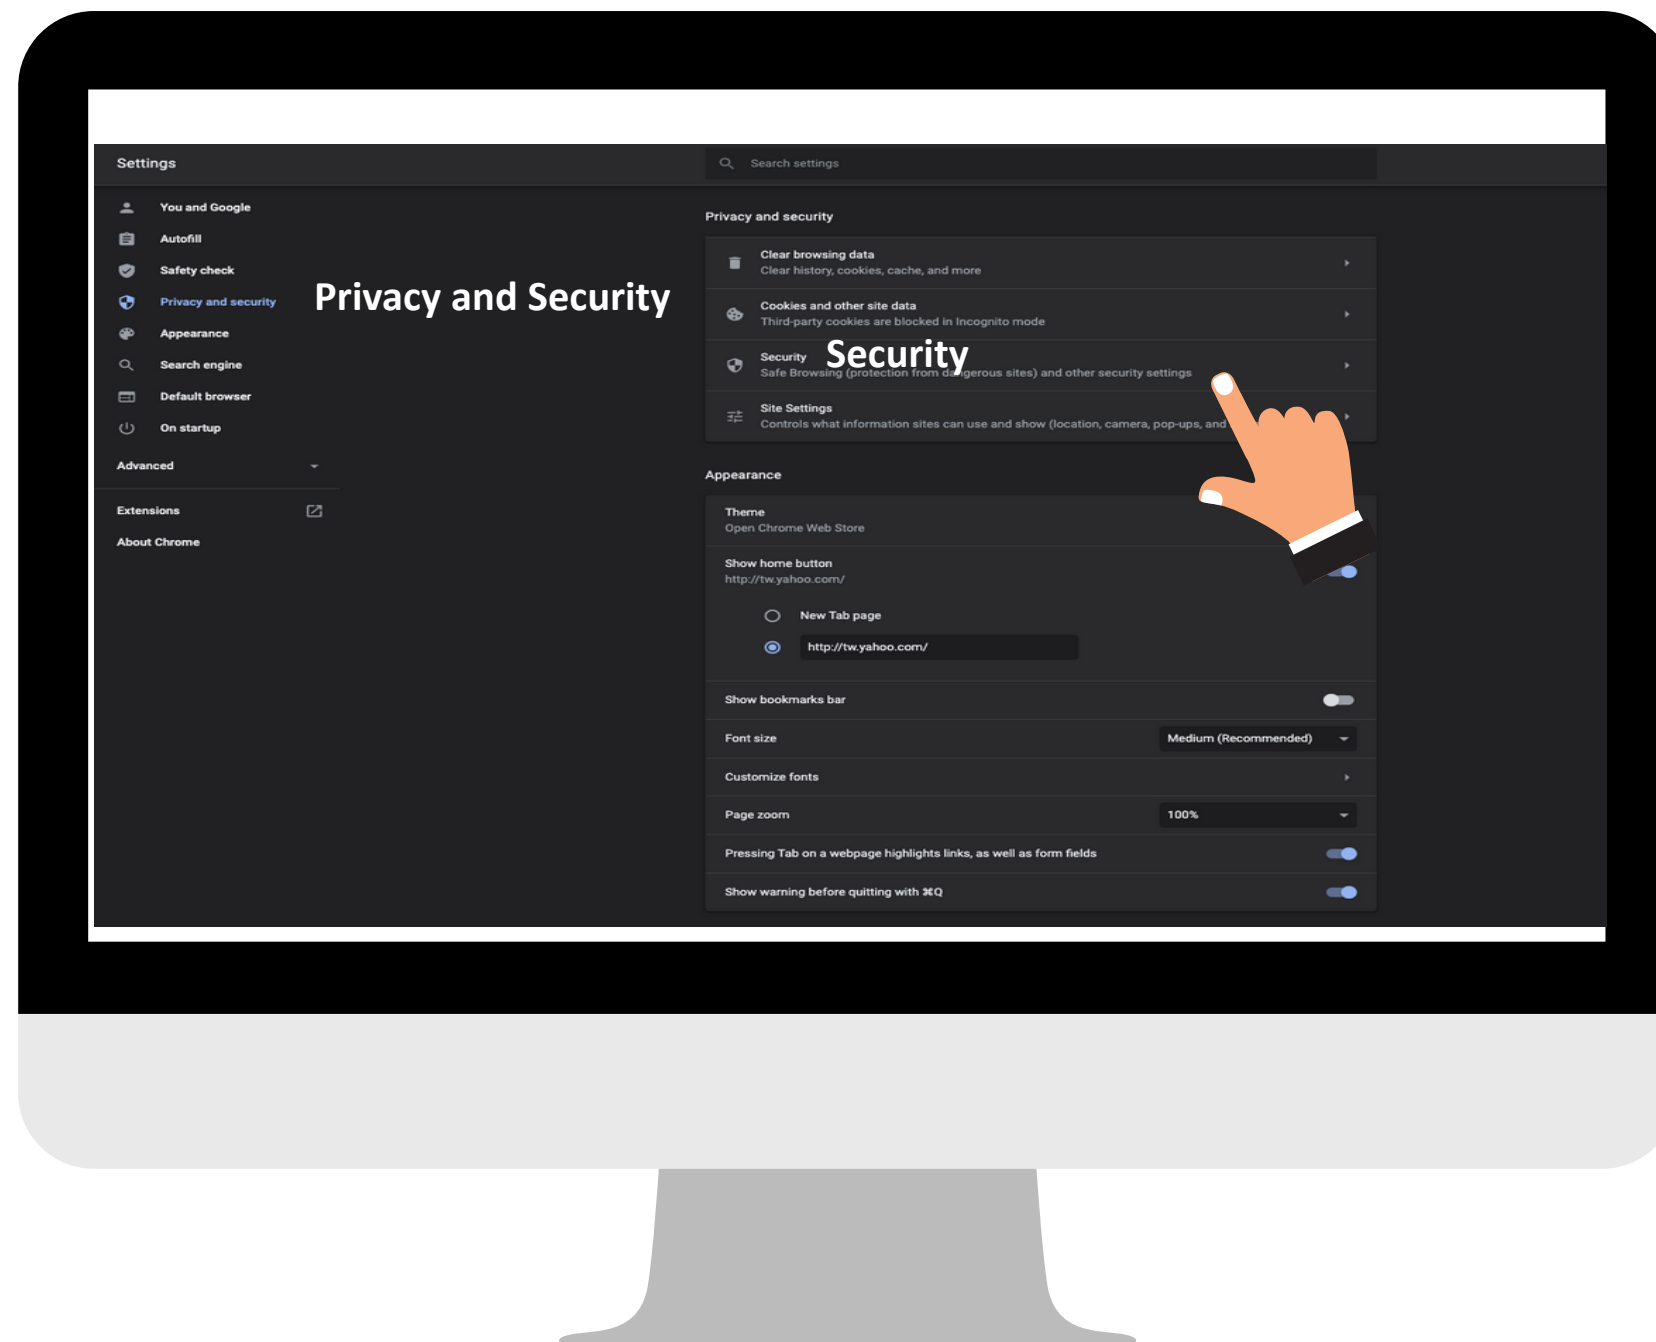 Settings
Search settings
You and Google
Autofill
Safety check
Privacy and security
Appearance
Search engine
Default browser
On startup
Advanced
Extensions
About Chrome
Privacy and Security
Privacy and security
Clear browsing data
Clear history, cookies, cache, and more
Cookies and other site data
Third-party cookies are blocked in Incognito mode
Security
Security
Safe Browsing (protection from dangerous sites) and other security settings
Site Settings
Controls what information sites can use and show (location, camera, pop-ups, and
Appearance
Theme
Open Chrome Web Store
Show home button
http://tw.yahoo.com/
New Tab page
http://tw.yahoo.com/
Show bookmarks bar
Font size
Medium (Recommended)
Customize fonts
Page zoom
100%
Pressing Tab on a webpage highlights links, as well as form fields
Show warning before quitting with ⌘Q